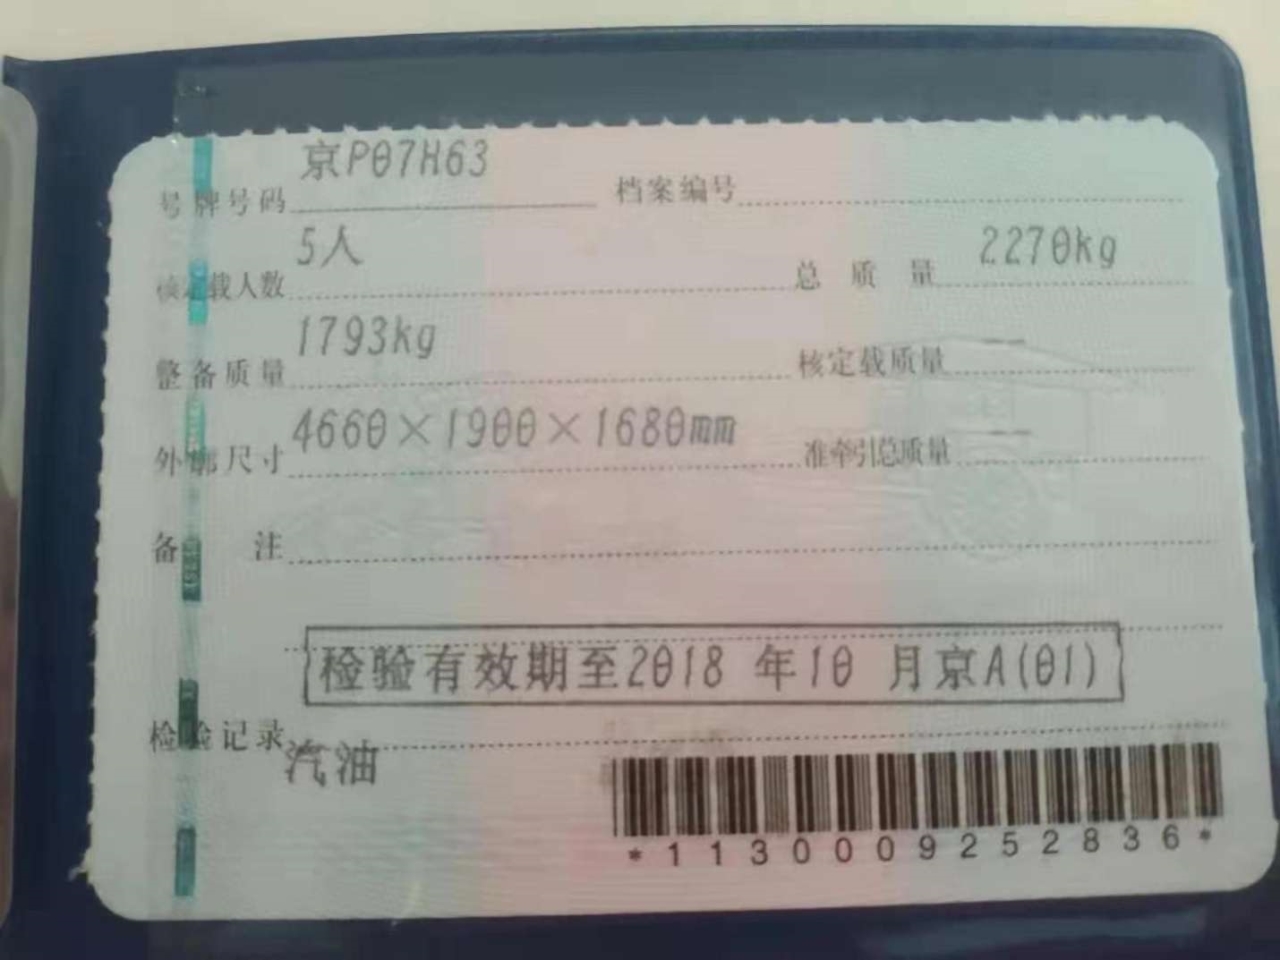 号牌号码 京P07H63 档案编号
核定载人数 5人 总质量 2270kg
整备质量 1793kg 核定载质量 --
外廓尺寸 4660×1900×1680mm 准牵引总质量 --
备注
检验有效期至2018 年10 月京A(01)
检验记录
汽油
*1130009252836*